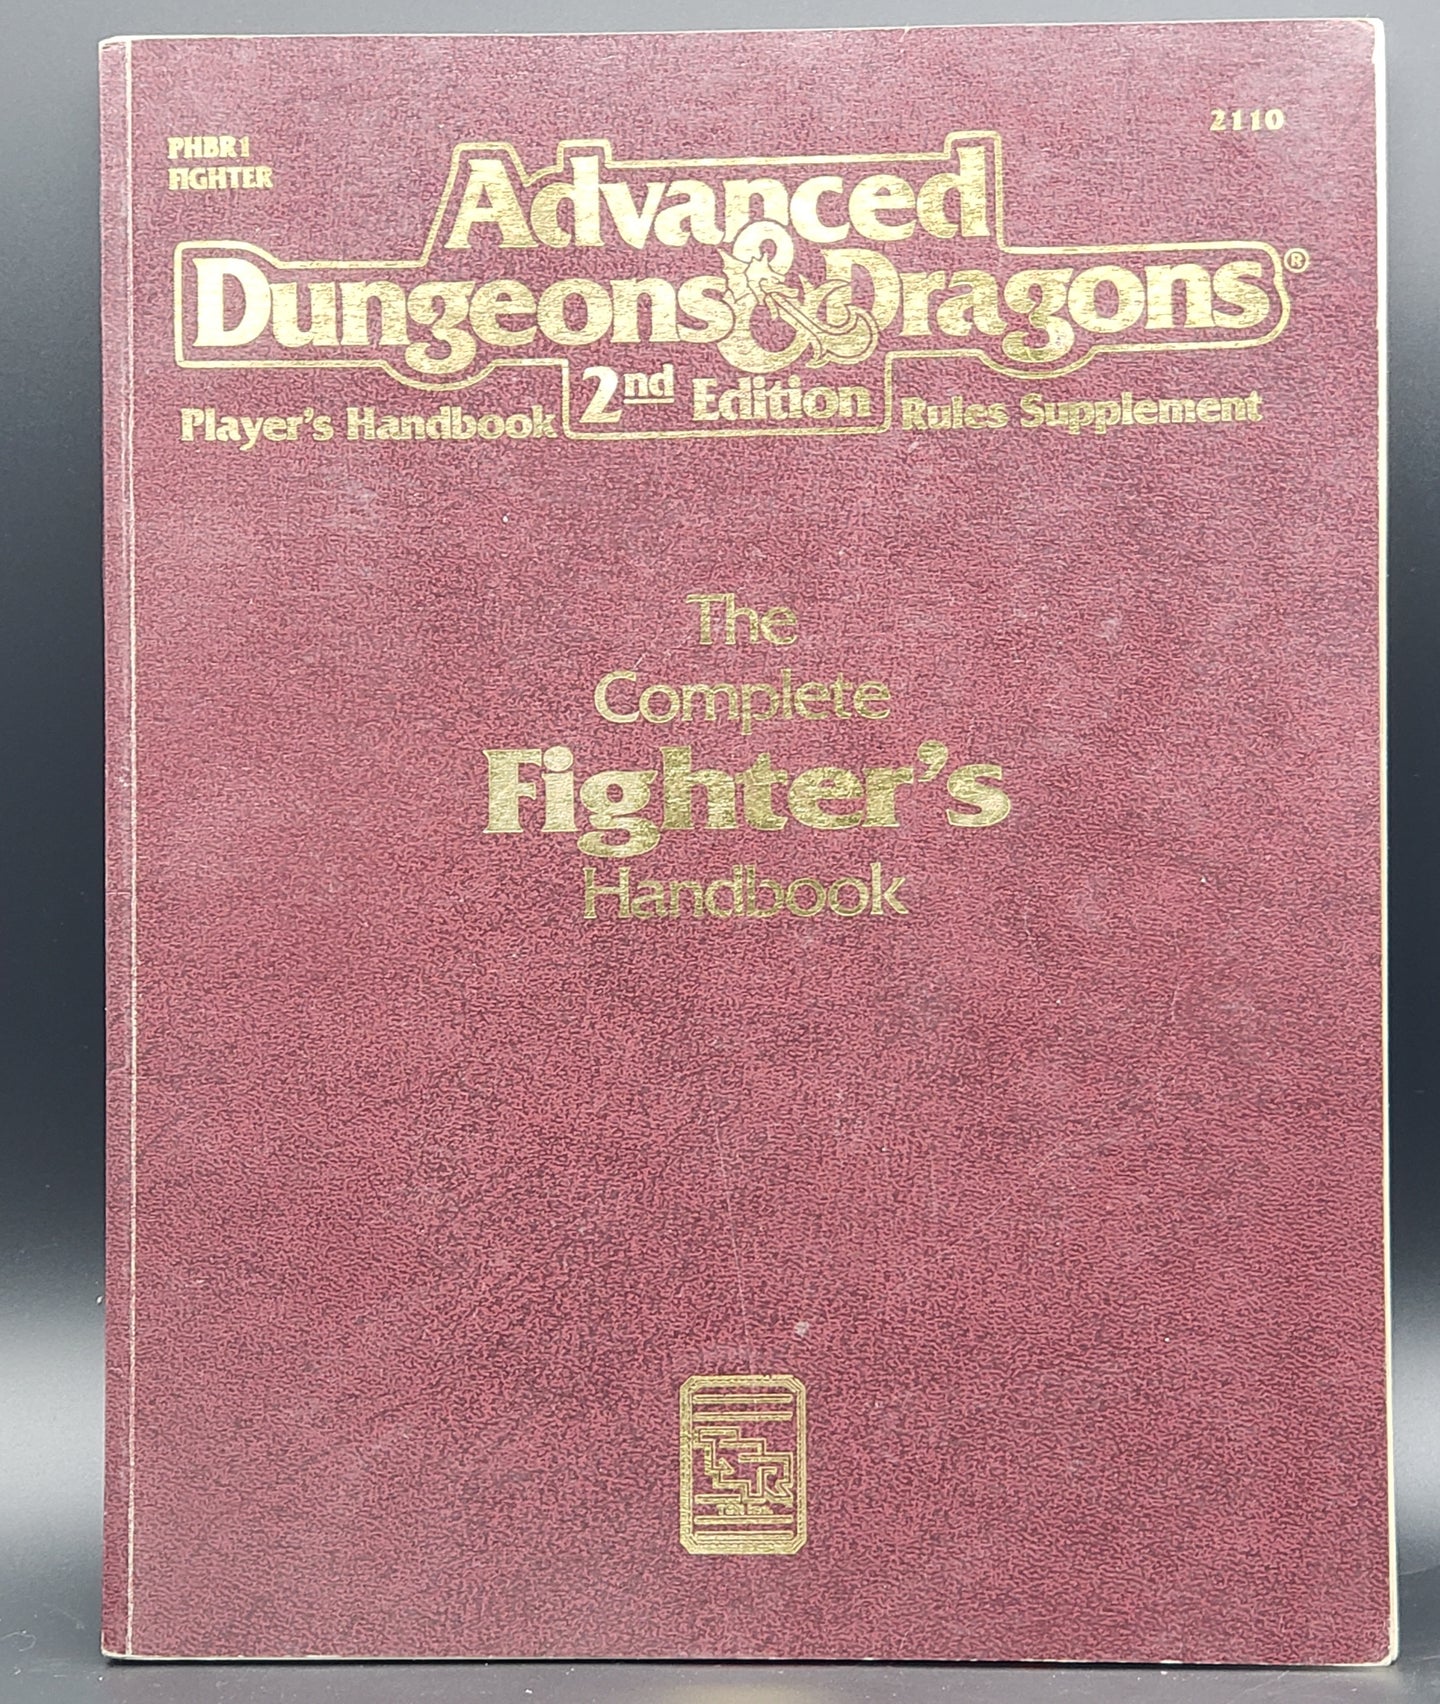 PHBR1
FIGHTER
2110
Advanced
Dungeons & Dragons®
2nd Edition
Player's Handbook Rules Supplement
The
Complete
Fighter's
Handbook
TSR